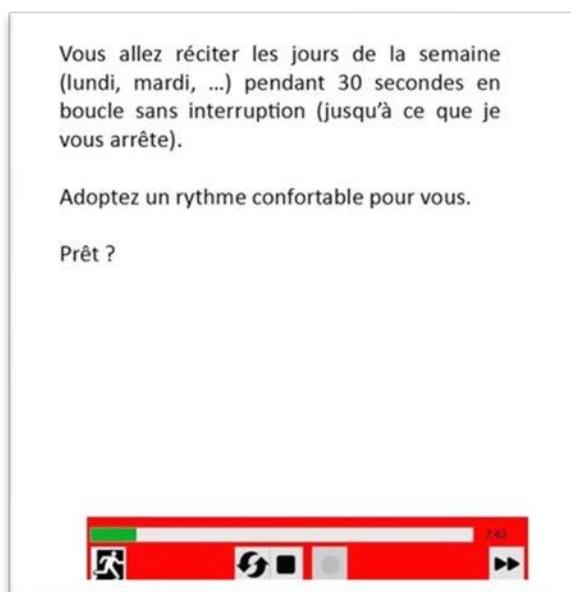 Vous allez réciter les jours de la semaine
(lundi, mardi, ...) pendant 30 secondes en
boucle sans interruption (jusqu'à ce que je
vous arrête).
Adoptez un rythme confortable pour vous.
Prêt ?
7/42